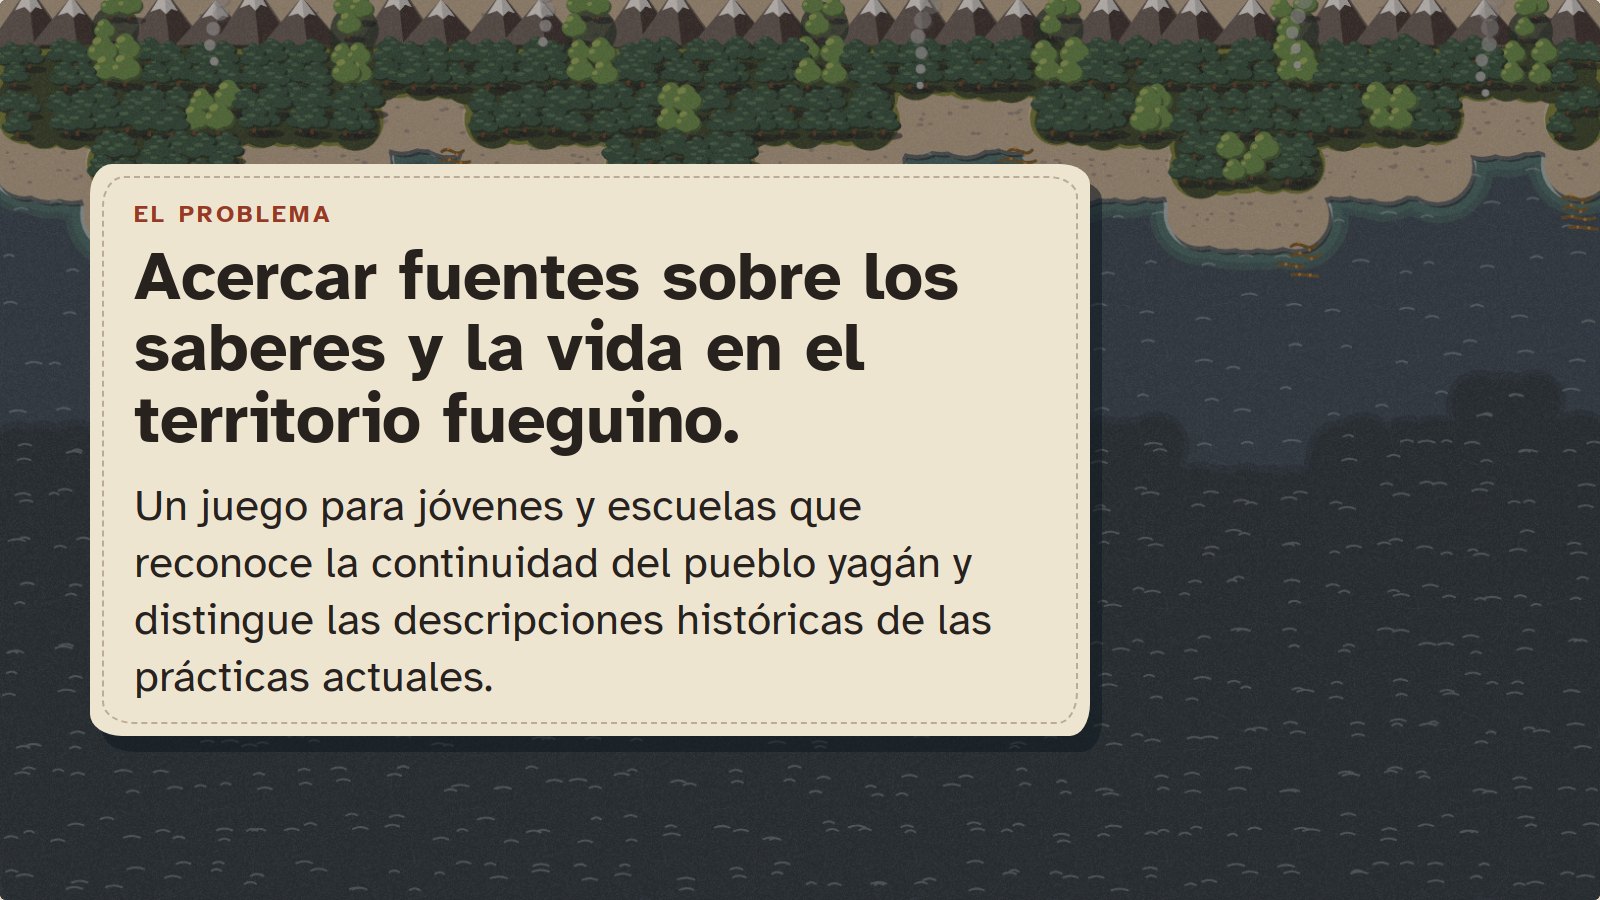 EL PROBLEMA
Acercar fuentes sobre los
saberes y la vida en el
territorio fueguino.
Un juego para jóvenes y escuelas que
reconoce la continuidad del pueblo yagán y
distingue las descripciones históricas de las
prácticas actuales.